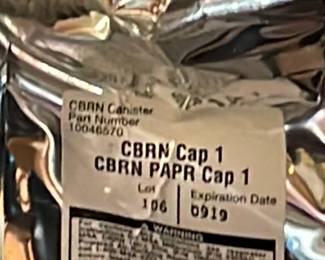 CBRN Canister
Part Number
10046570
CBRN Cap 1
CBRN PAPR Cap 1
Lot
Expiration Date
106
0919
WARNING